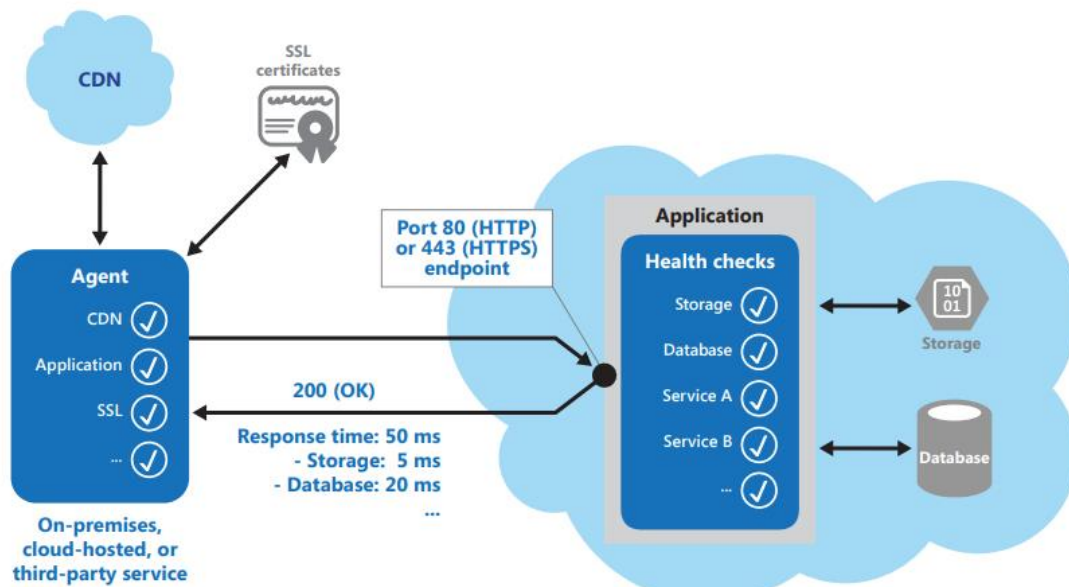 CDN
SSL
certificates
Port 80 (HTTP)
or 443 (HTTPS)
endpoint
Application
Health checks
Storage
Database
Service A
Service B
...
10
01
Storage
Database
Agent
CDN
Application
SSL
...
200 (OK)
Response time: 50 ms
- Storage: 5 ms
- Database: 20 ms
...
On-premises,
cloud-hosted, or
third-party service